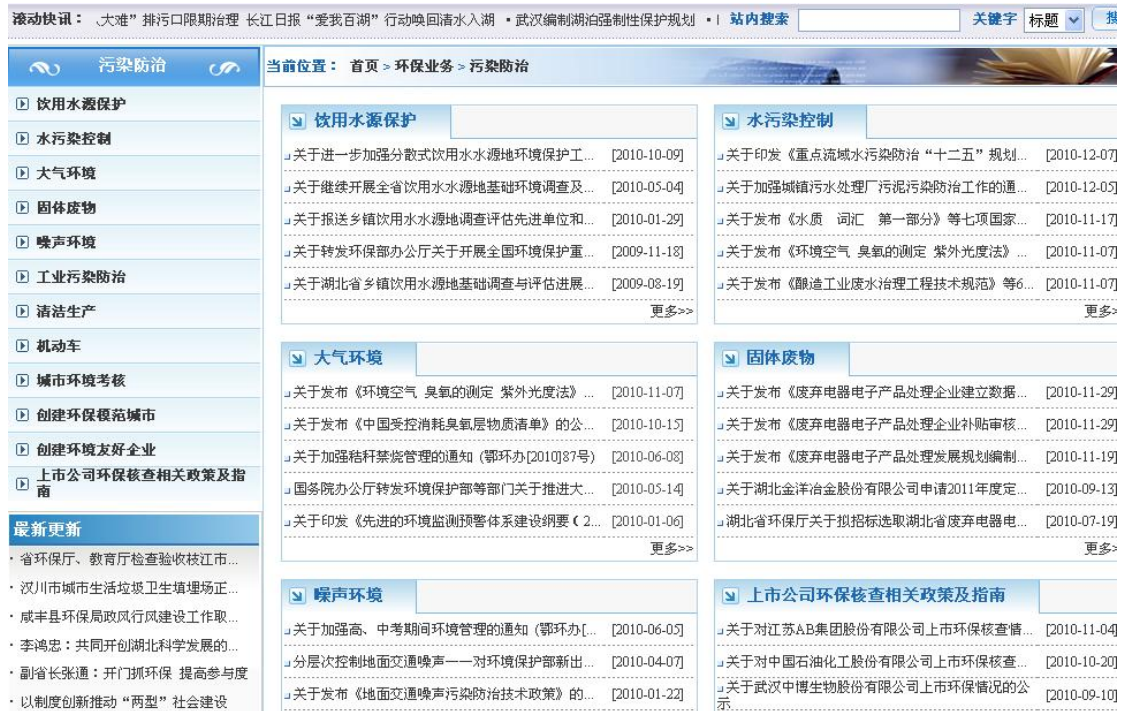 滚动快讯：
大难”排污口限期治理 长江日报“爱我百湖”行动唤回清水入湖 ▪武汉编制湖泊强制性保护规划 ▪
站内搜索
关键字
标题
污染防治
当前位置： 首页>环保业务>污染防治
饮用水源保护
水污染控制
大气环境
固体废物
噪声环境
工业污染防治
清洁生产
机动车
城市环境考核
创建环保模范城市
创建环境友好企业
上市公司环保核查相关政策及指
南
最新更新
· 省环保厅、教育厅检查验收枝江市...
· 汉川市城市生活垃圾卫生填埋场正...
· 咸丰县环保局政风行风建设工作取...
· 李鸿忠：共同开创湖北科学发展的...
· 副省长张通：开门抓环保 提高参与度
· 以制度创新推动“两型”社会建设
饮用水源保护
关于进一步加强分散式饮用水水源地环境保护工... [2010-10-09]
关于继续开展全省饮用水水源地基础环境调查及... [2010-05-04]
关于报送乡镇饮用水水源地调查评估先进单位和... [2010-01-29]
关于转发环保部办公厅关于开展全国环境保护重... [2009-11-18]
关于湖北省乡镇饮用水源地基础调查与评估进展... [2009-08-19]
更多>>
水污染控制
关于印发《重点流域水污染防治“十二五”规划... [2010-12-07]
关于加强城镇污水处理厂污泥污染防治工作的通... [2010-12-05]
关于发布《水质 词汇 第一部分》等七项国家... [2010-11-17]
关于发布《环境空气 臭氧的测定 紫外光度法》... [2010-11-07]
关于发布《酿造工业废水治理工程技术规范》等6... [2010-11-07]
更多>
大气环境
关于发布《环境空气 臭氧的测定 紫外光度法》... [2010-11-07]
关于发布《中国受控消耗臭氧层物质清单》的公... [2010-10-15]
关于加强秸秆禁烧管理的通知（鄂环办[2010]87号） [2010-06-08]
国务院办公厅转发环境保护部等部门关于推进大... [2010-05-14]
关于印发《先进的环境监测预警体系建设纲要（2... [2010-01-06]
更多>>
固体废物
关于发布《废弃电器电子产品处理企业建立数据... [2010-11-29]
关于发布《废弃电器电子产品处理企业补贴审核... [2010-11-29]
关于发布《废弃电器电子产品处理发展规划编制... [2010-11-19]
关于湖北金洋冶金股份有限公司申请2011年度定... [2010-09-13]
湖北省环保厅关于拟招标选取湖北省废弃电器电... [2010-07-19]
更多>
噪声环境
关于加强高、中考期间环境管理的通知（鄂环办[... [2010-06-05]
分层次控制地面交通噪声——对环境保护部新出... [2010-04-07]
关于发布《地面交通噪声污染防治技术政策》的... [2010-01-22]
上市公司环保核查相关政策及指南
关于对江苏AB集团股份有限公司上市环保核查情... [2010-11-04]
关于对中国石油化工股份有限公司上市环保核查... [2010-10-20]
关于武汉中博生物股份有限公司上市环保情况的公
示 [2010-09-10]